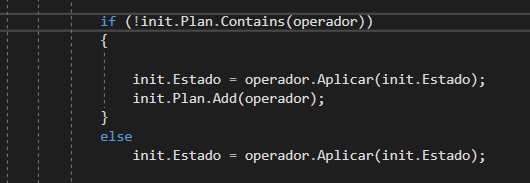 if (!init.Plan.Contains(operador))
{
init.Estado = operador.Aplicar(init.Estado);
init.Plan.Add(operador);
}
else
init.Estado = operador.Aplicar(init.Estado);